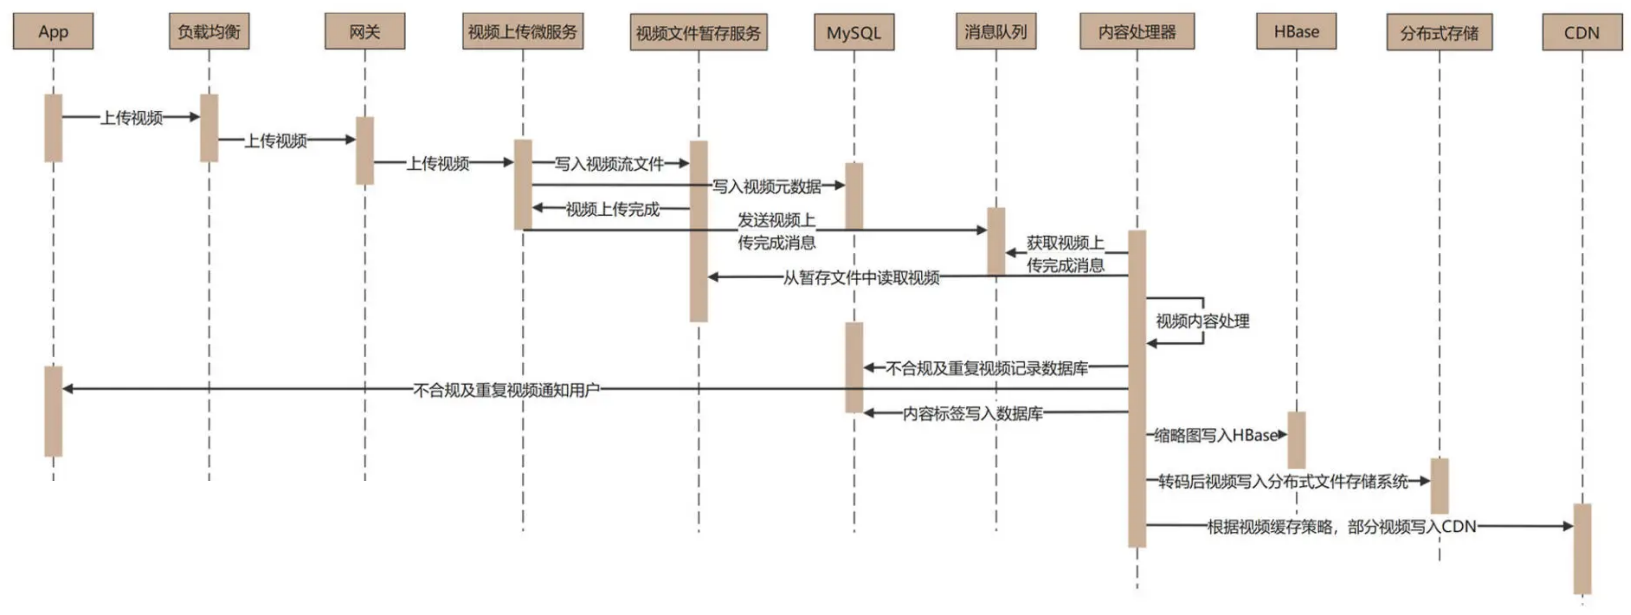 App
负载均衡
网关
视频上传微服务
视频文件暂存服务
MySQL
消息队列
内容处理器
HBase
分布式存储
CDN
上传视频
上传视频
上传视频
写入视频流文件
写入视频元数据
视频上传完成
发送视频上
传完成消息
获取视频上
传完成消息
从暂存文件中读取视频
视频内容处理
不合规及重复视频记录数据库
不合规及重复视频通知用户
内容标签写入数据库
缩略图写入HBase
转码后视频写入分布式文件存储系统
根据视频缓存策略，部分视频写入CDN